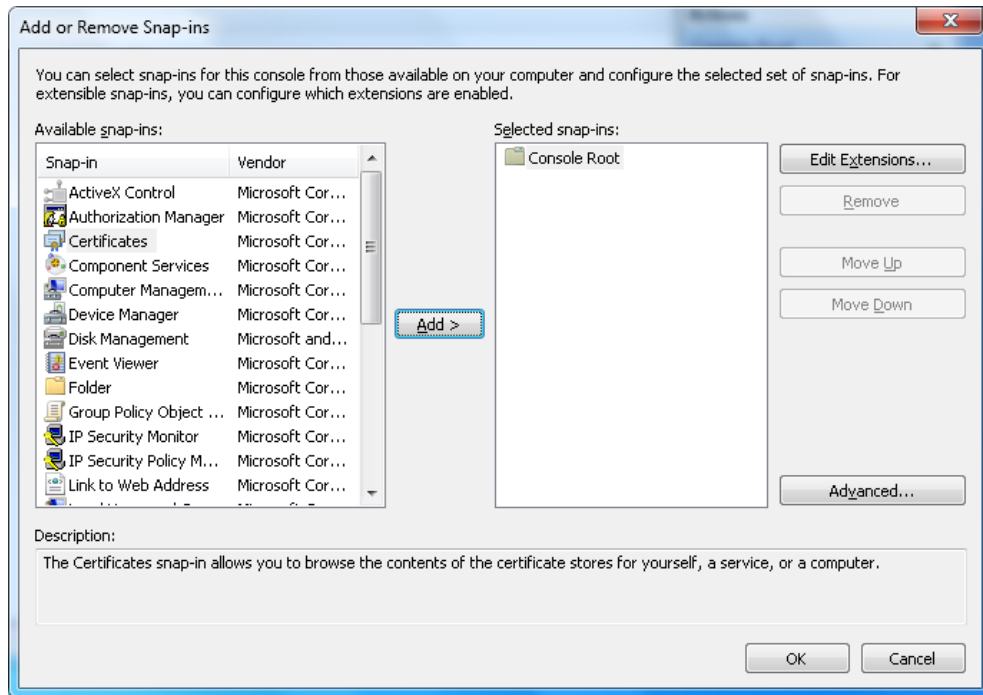 Add or Remove Snap-ins
You can select snap-ins for this console from those available on your computer and configure the selected set of snap-ins. For
extensible snap-ins, you can configure which extensions are enabled.
Available snap-ins:
Snap-in Vendor
ActiveX Control Microsoft Cor...
Authorization Manager Microsoft Cor...
Certificates Microsoft Cor...
Component Services Microsoft Cor...
Computer Managem... Microsoft Cor...
Device Manager Microsoft Cor...
Disk Management Microsoft and...
Event Viewer Microsoft Cor...
Folder Microsoft Cor...
Group Policy Object ... Microsoft Cor...
IP Security Monitor Microsoft Cor...
IP Security Policy M... Microsoft Cor...
Link to Web Address Microsoft Cor...
Add >
Selected snap-ins:
Console Root
Edit Extensions...
Remove
Move Up
Move Down
Advanced...
Description:
The Certificates snap-in allows you to browse the contents of the certificate stores for yourself, a service, or a computer.
OK
Cancel